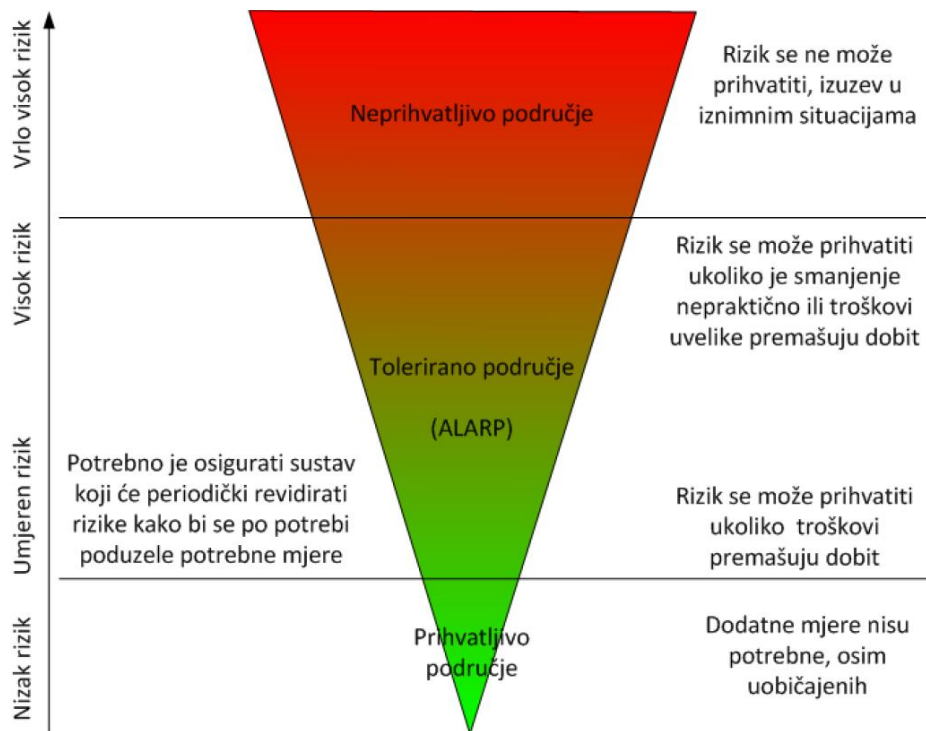 Vrlo visok rizik
Neprihvatljivo područje
Rizik se ne može
prihvatiti, izuzev u
iznimnim situacijama
Visok rizik
Rizik se može prihvatiti
ukoliko je smanjenje
nepraktično ili troškovi
uvelike premašuju dobit
Tolerirano područje
(ALARP)
Umjeren rizik
Potrebno je osigurati sustav
koji će periodički revidirati
rizike kako bi se po potrebi
poduzele potrebne mjere
Rizik se može prihvatiti
ukoliko troškovi
premašuju dobit
Nizak rizik
Prihvatljivo
područje
Dodatne mjere nisu
potrebne, osim
uobičajenih